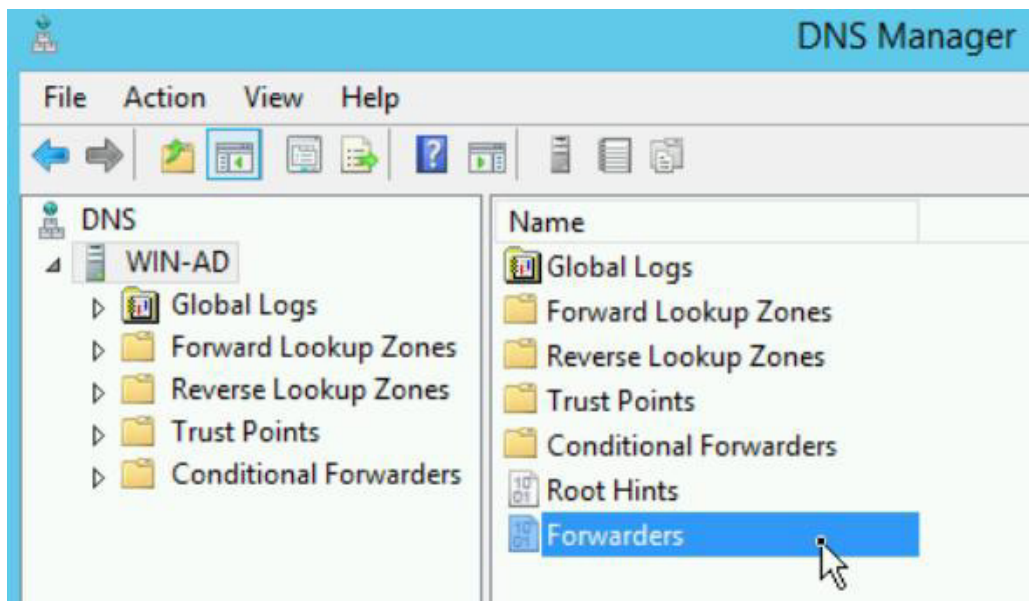 DNS Manager
File Action View Help
DNS
WIN-AD
Global Logs
Forward Lookup Zones
Reverse Lookup Zones
Trust Points
Conditional Forwarders
Name
Global Logs
Forward Lookup Zones
Reverse Lookup Zones
Trust Points
Conditional Forwarders
Root Hints
Forwarders